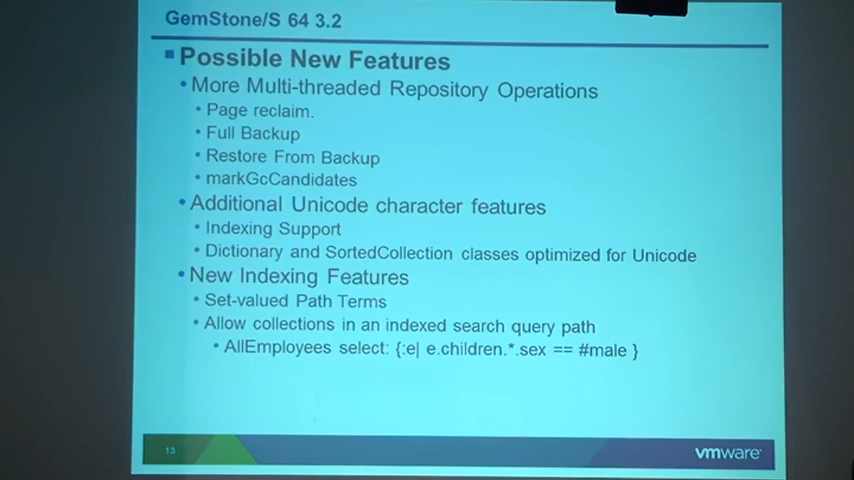 GemStone/S 64 3.2
Possible New Features
More Multi-threaded Repository Operations
Page reclaim.
Full Backup
Restore From Backup
markGcCandidates
Additional Unicode character features
Indexing Support
Dictionary and SortedCollection classes optimized for Unicode
New Indexing Features
Set-valued Path Terms
Allow collections in an indexed search query path
AllEmployees select: {:e| e.children.*.sex == #male }
13
vmware